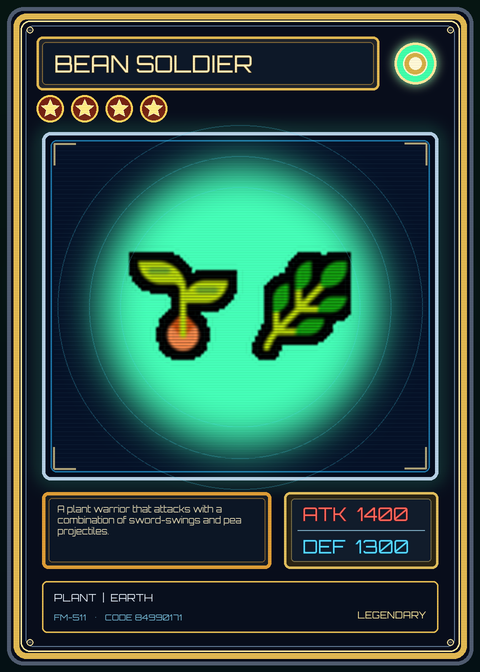 BEAN SOLDIER
A plant warrior that attacks with a
combination of sword-swings and pea
projectiles.
ATK 1400
DEF 1300
PLANT | EARTH
FM-511 · CODE 84990171
LEGENDARY